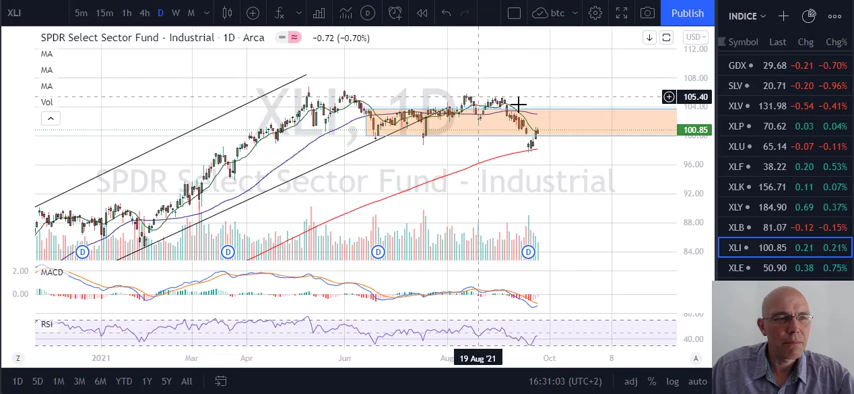 XLI
5m 15m 1h 4h D W M
btc
Publish
INDICE
SPDR Select Sector Fund - Industrial · 1D · Arca
−0.72 (−0.70%)
USD
MA
MA
MA
MA
Vol
XLI, 1D
SPDR Select Sector Fund - Industrial
112.00
108.00
105.40
104.00
100.85
96.00
92.00
88.00
84.00
D D D D
MACD
2.00
0.00
RSI
60.00
40.00
Z
2021 Mar Apr Jun Aug 19 Aug '21 Oct 8
A
1D 5D 1M 3M 6M YTD 1Y 5Y All
16:31:03 (UTC+2)
adj % log auto
Symbol Last Chg Chg%
GDX 29.68 -0.21 -0.70%
SLV 20.71 -0.20 -0.96%
XLV 131.98 -0.54 -0.41%
XLP 70.62 0.03 0.04%
XLU 65.14 -0.07 -0.11%
XLF 38.22 0.20 0.53%
XLK 156.71 0.11 0.07%
XLY 184.90 0.69 0.37%
XLB 81.07 -0.12 -0.15%
XLI 100.85 0.21 0.21%
XLE 50.90 0.38 0.75%